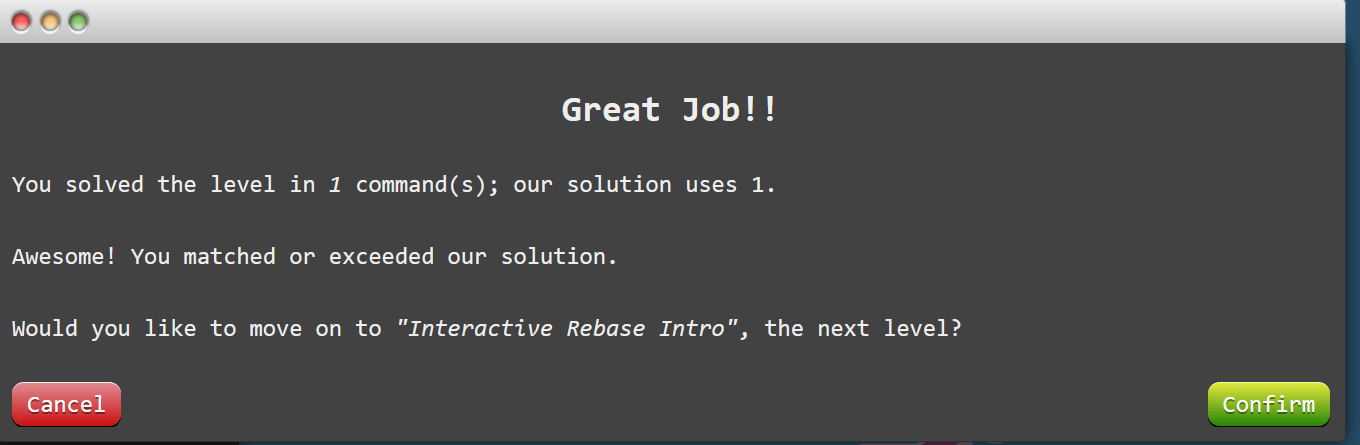 Great Job!!
You solved the level in 1 command(s); our solution uses 1.
Awesome! You matched or exceeded our solution.
Would you like to move on to "Interactive Rebase Intro", the next level?
Cancel
Confirm